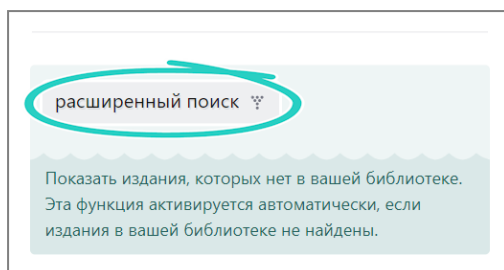 расширенный поиск
Показать издания, которых нет в вашей библиотеке.
Эта функция активируется автоматически, если
издания в вашей библиотеке не найдены.